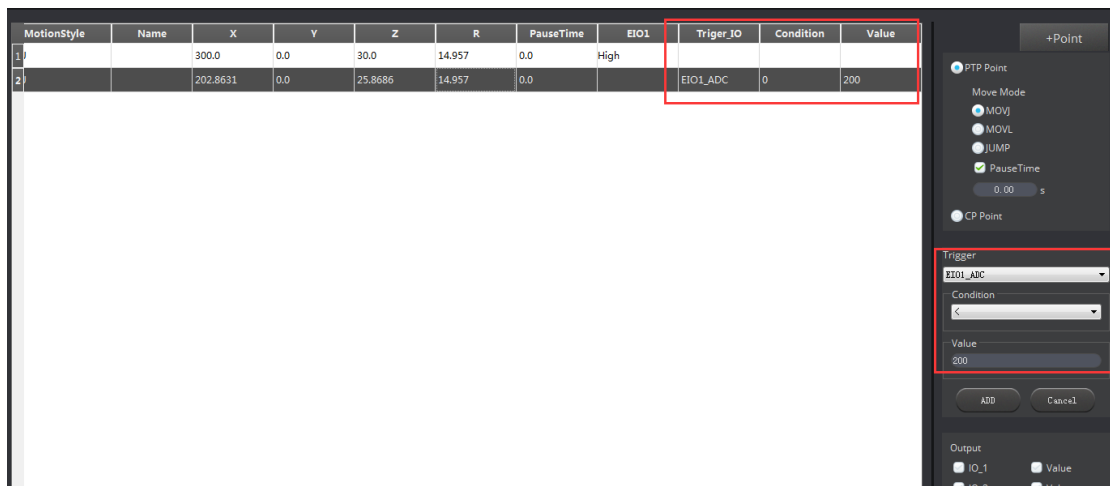 MotionStyle Name X Y Z R PauseTime EIO1 Triger_IO Condition Value
1 J 300.0 0.0 30.0 14.957 0.0 High
2 J 202.8631 0.0 25.8686 14.957 0.0 EIO1_ADC 0 200
+Point
PTP Point
Move Mode
MOVJ
MOVL
JUMP
PauseTime
0.00 s
CP Point
Trigger
EIO1_ADC
Condition
<
Value
200
ADD Cancel
Output
IO_1 Value